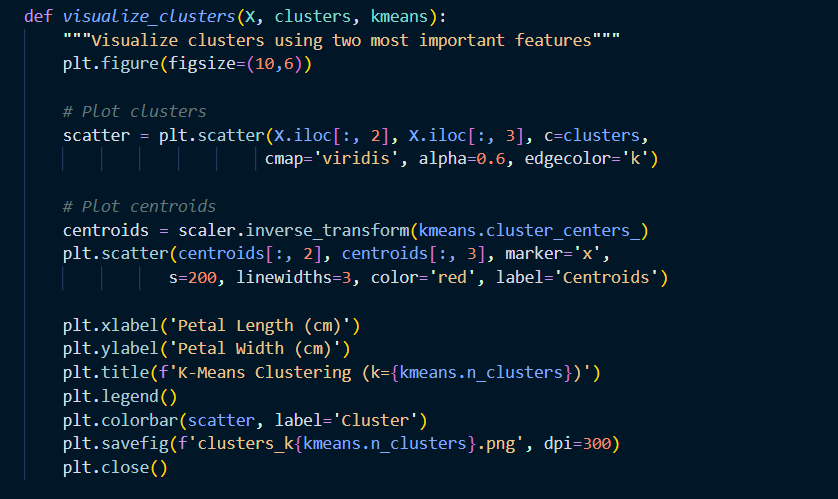 def visualize_clusters(X, clusters, kmeans):
    """Visualize clusters using two most important features"""
    plt.figure(figsize=(10,6))

    # Plot clusters
    scatter = plt.scatter(X.iloc[:, 2], X.iloc[:, 3], c=clusters,
                         cmap='viridis', alpha=0.6, edgecolor='k')

    # Plot centroids
    centroids = scaler.inverse_transform(kmeans.cluster_centers_)
    plt.scatter(centroids[:, 2], centroids[:, 3], marker='x',
               s=200, linewidths=3, color='red', label='Centroids')

    plt.xlabel('Petal Length (cm)')
    plt.ylabel('Petal Width (cm)')
    plt.title(f'K-Means Clustering (k={kmeans.n_clusters})')
    plt.legend()
    plt.colorbar(scatter, label='Cluster')
    plt.savefig(f'clusters_k{kmeans.n_clusters}.png', dpi=300)
    plt.close()